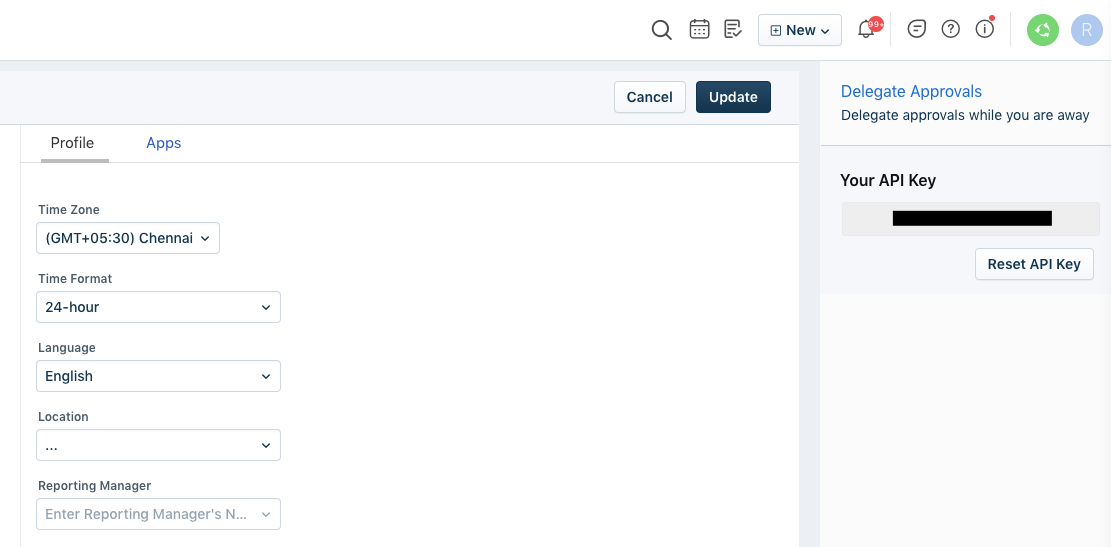 New
99+
R
Cancel
Update
Delegate Approvals
Delegate approvals while you are away
Profile
Apps
Your API Key
Reset API Key
Time Zone
(GMT+05:30) Chennai
Time Format
24-hour
Language
English
Location
...
Reporting Manager
Enter Reporting Manager's N...